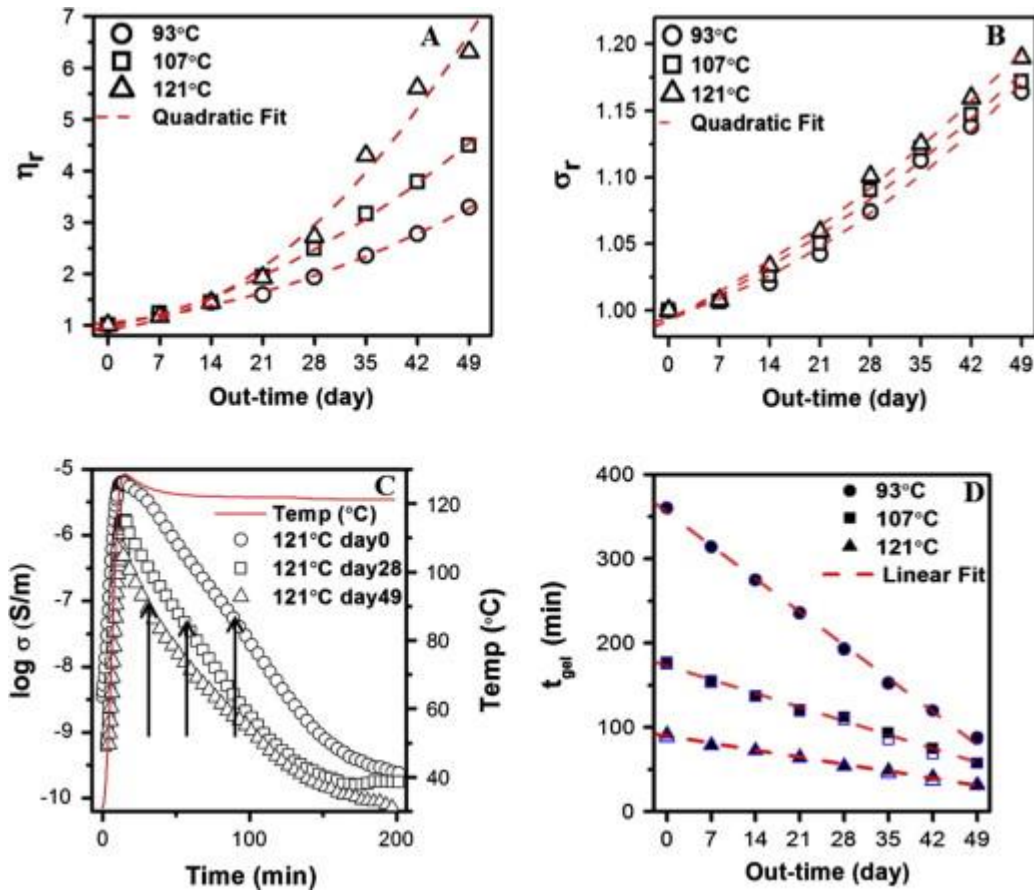 A
7
6
5
4
3
2
1
ηr
93°C
107°C
121°C
Quadratic Fit
0 7 14 21 28 35 42 49
Out-time (day)
B
1.20
1.15
1.10
1.05
1.00
σr
93°C
107°C
121°C
Quadratic Fit
0 7 14 21 28 35 42 49
Out-time (day)
C
-5
-6
-7
-8
-9
-10
log σ (S/m)
Temp (°C)
121°C day0
121°C day28
121°C day49
120
100
80
60
40
Temp (°C)
0 100 200
Time (min)
D
400
300
200
100
0
tgel (min)
93°C
107°C
121°C
Linear Fit
0 7 14 21 28 35 42 49
Out-time (day)